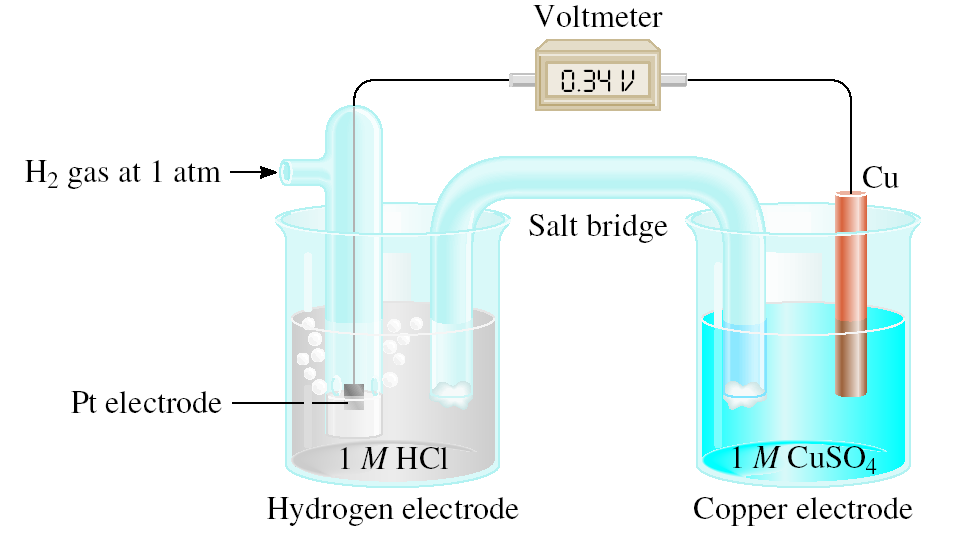 Voltmeter
0.34 V
H₂ gas at 1 atm
Cu
Salt bridge
Pt electrode
1 M HCl
1 M CuSO₄
Hydrogen electrode
Copper electrode